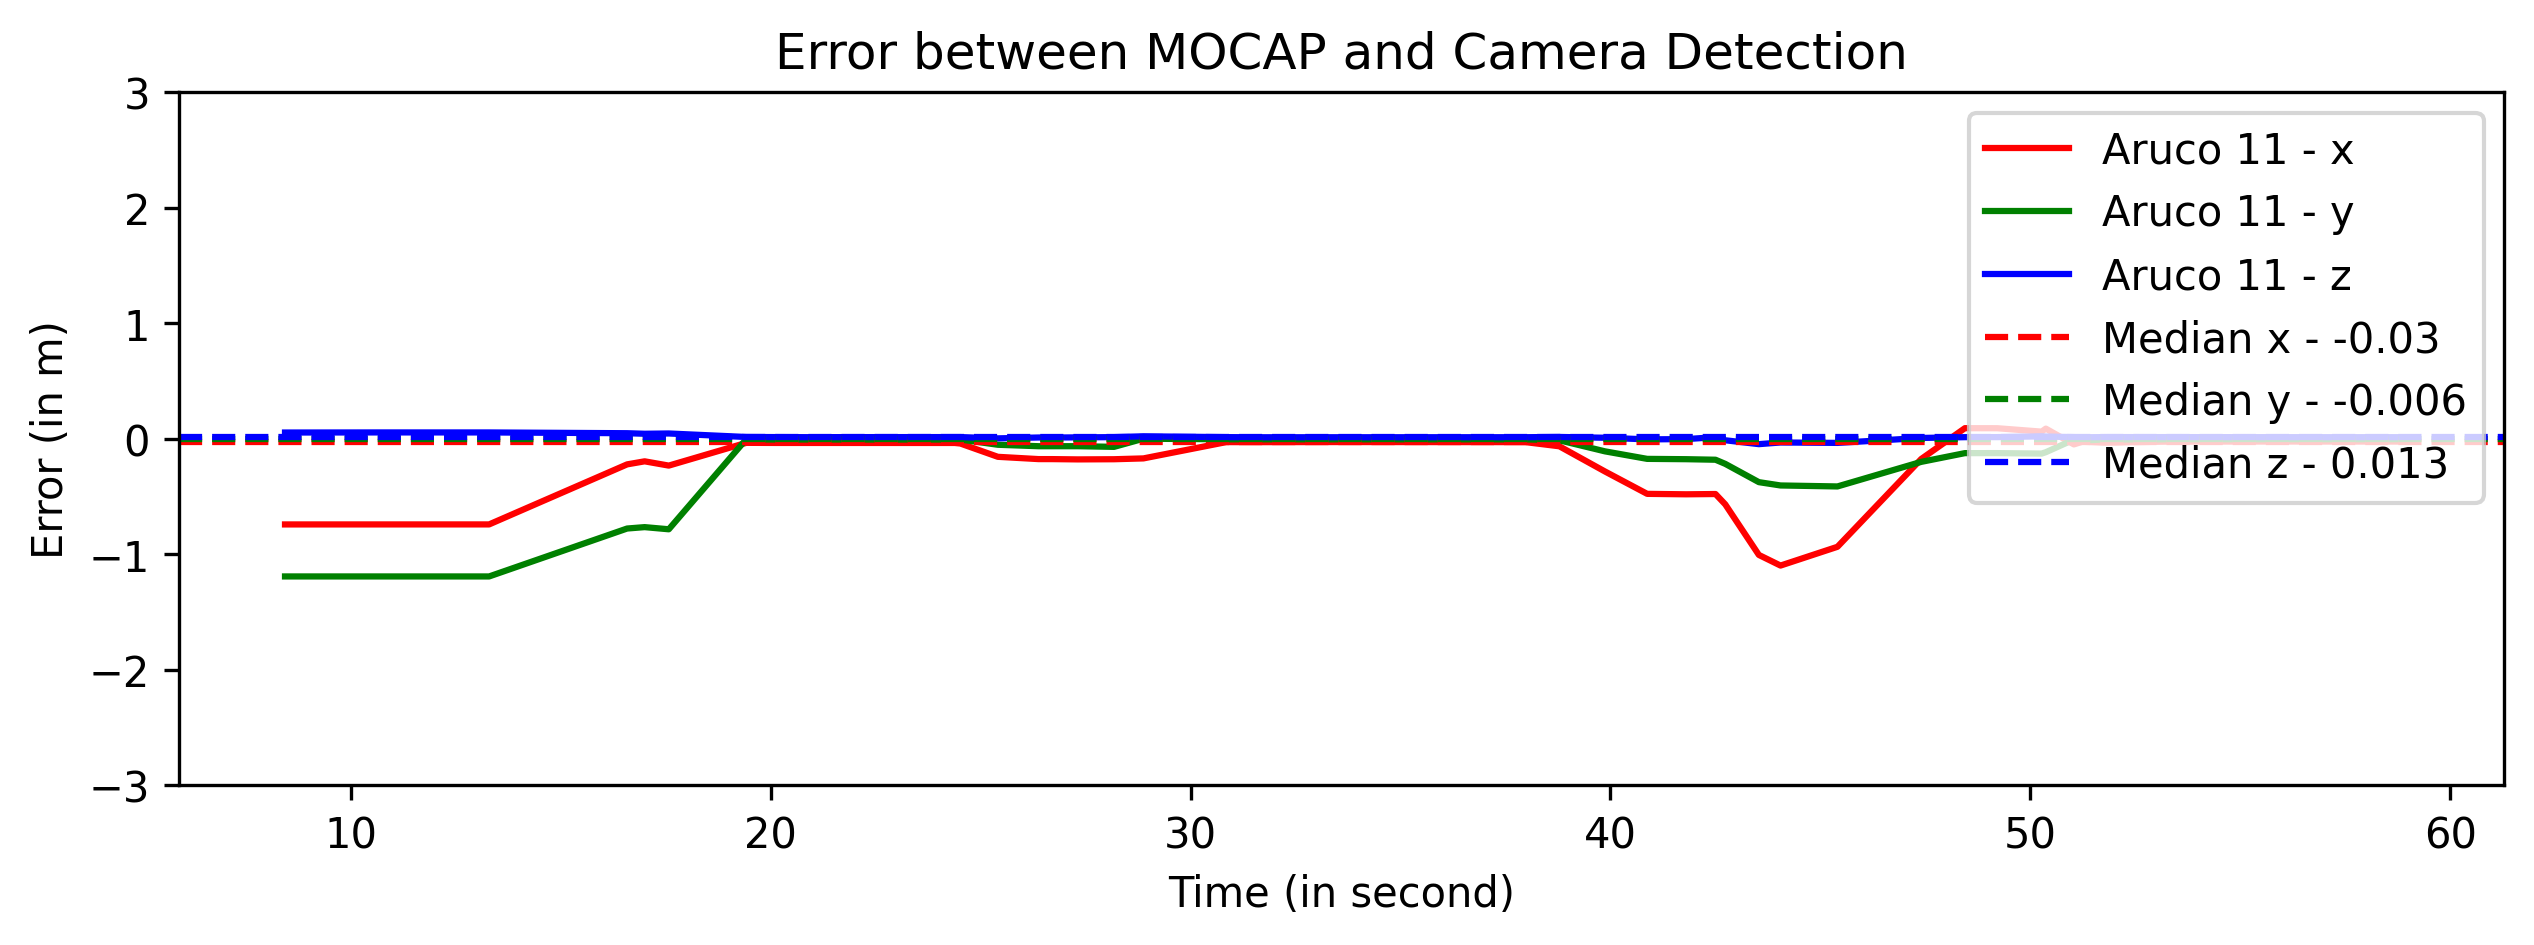 Error between MOCAP and Camera Detection
3
2
1
0
−1
−2
−3
Error (in m)
Aruco 11 - x
Aruco 11 - y
Aruco 11 - z
Median x - -0.03
Median y - -0.006
Median z - 0.013
10 20 30 40 50 60
Time (in second)